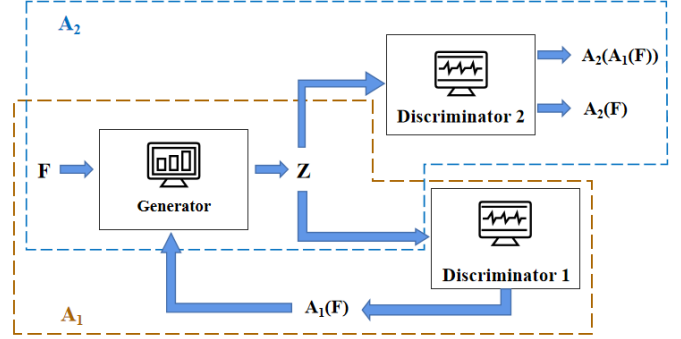 A₂
A₂(A₁(F))
Discriminator 2
A₂(F)
F
Z
Generator
Discriminator 1
A₁(F)
A₁